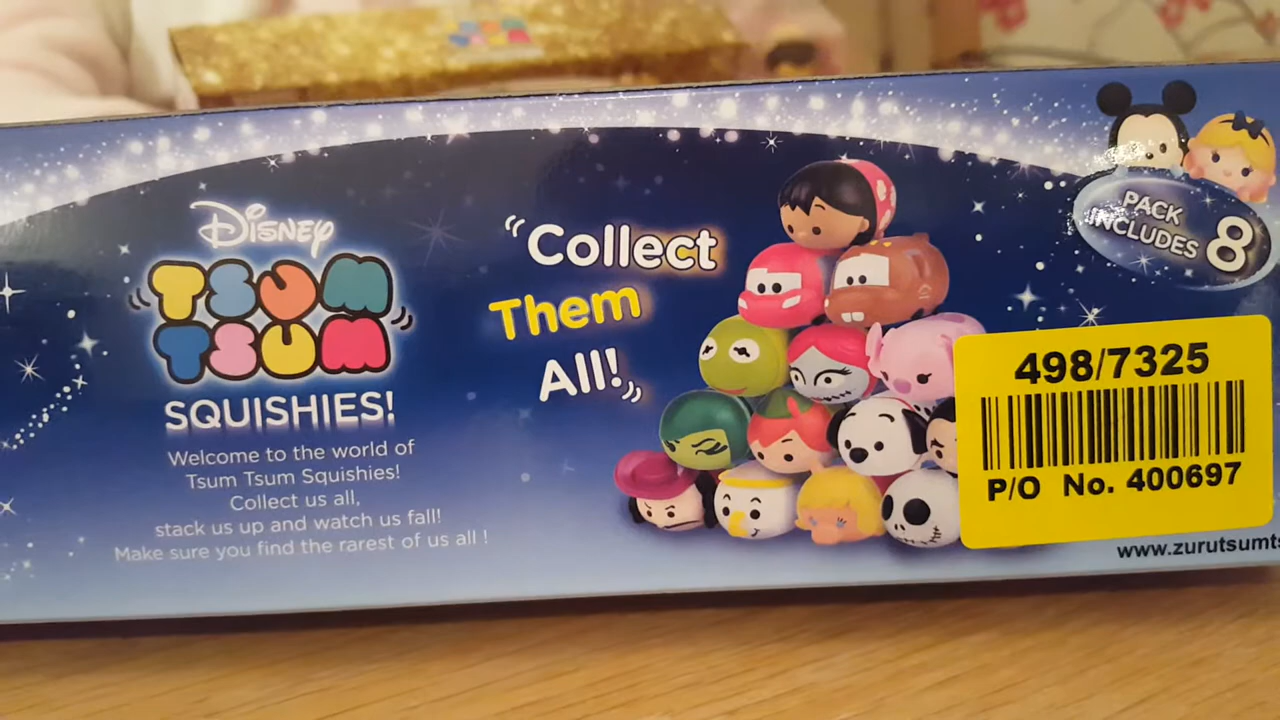 Disney
TSUM
TSUM
SQUISHIES!
Welcome to the world of
Tsum Tsum Squishies!
Collect us all,
stack us up and watch us fall!
Make sure you find the rarest of us all !
"Collect
Them
All!"
PACK
INCLUDES 8
498/7325
P/O No. 400697
www.zurutsumts